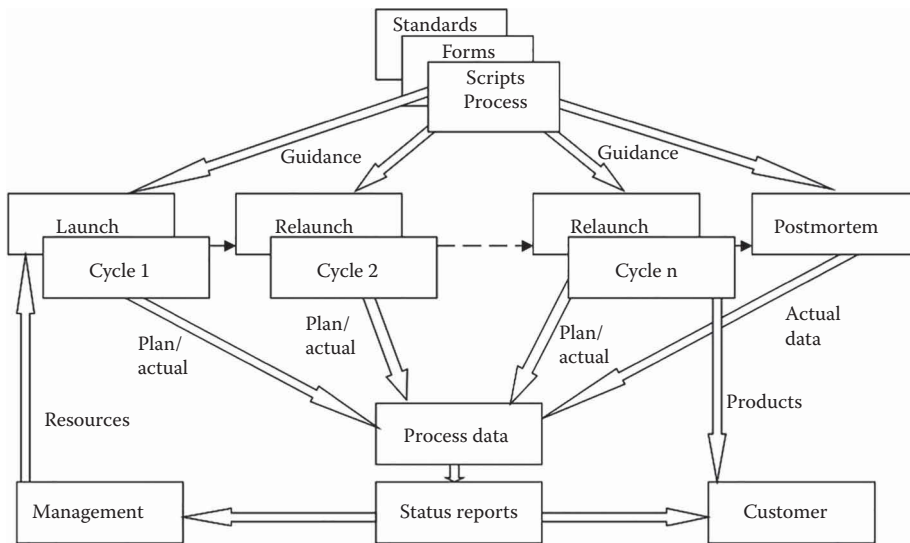 Standards
Forms
Scripts
Process
Guidance
Guidance
Launch
Relaunch
Relaunch
Postmortem
Cycle 1
Cycle 2
Cycle n
Plan/
actual
Plan/
actual
Plan/
actual
Actual
data
Resources
Products
Process data
Management
Status reports
Customer